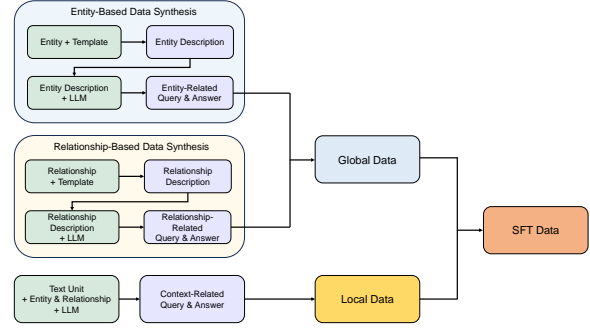 Entity-Based Data Synthesis
Entity + Template
Entity Description
Entity Description
+ LLM
Entity-Related
Query & Answer
Relationship-Based Data Synthesis
Relationship
+ Template
Relationship
Description
Relationship
Description
+ LLM
Relationship-
Related
Query & Answer
Text Unit
+ Entity & Relationship
+ LLM
Context-Related
Query & Answer
Global Data
Local Data
SFT Data